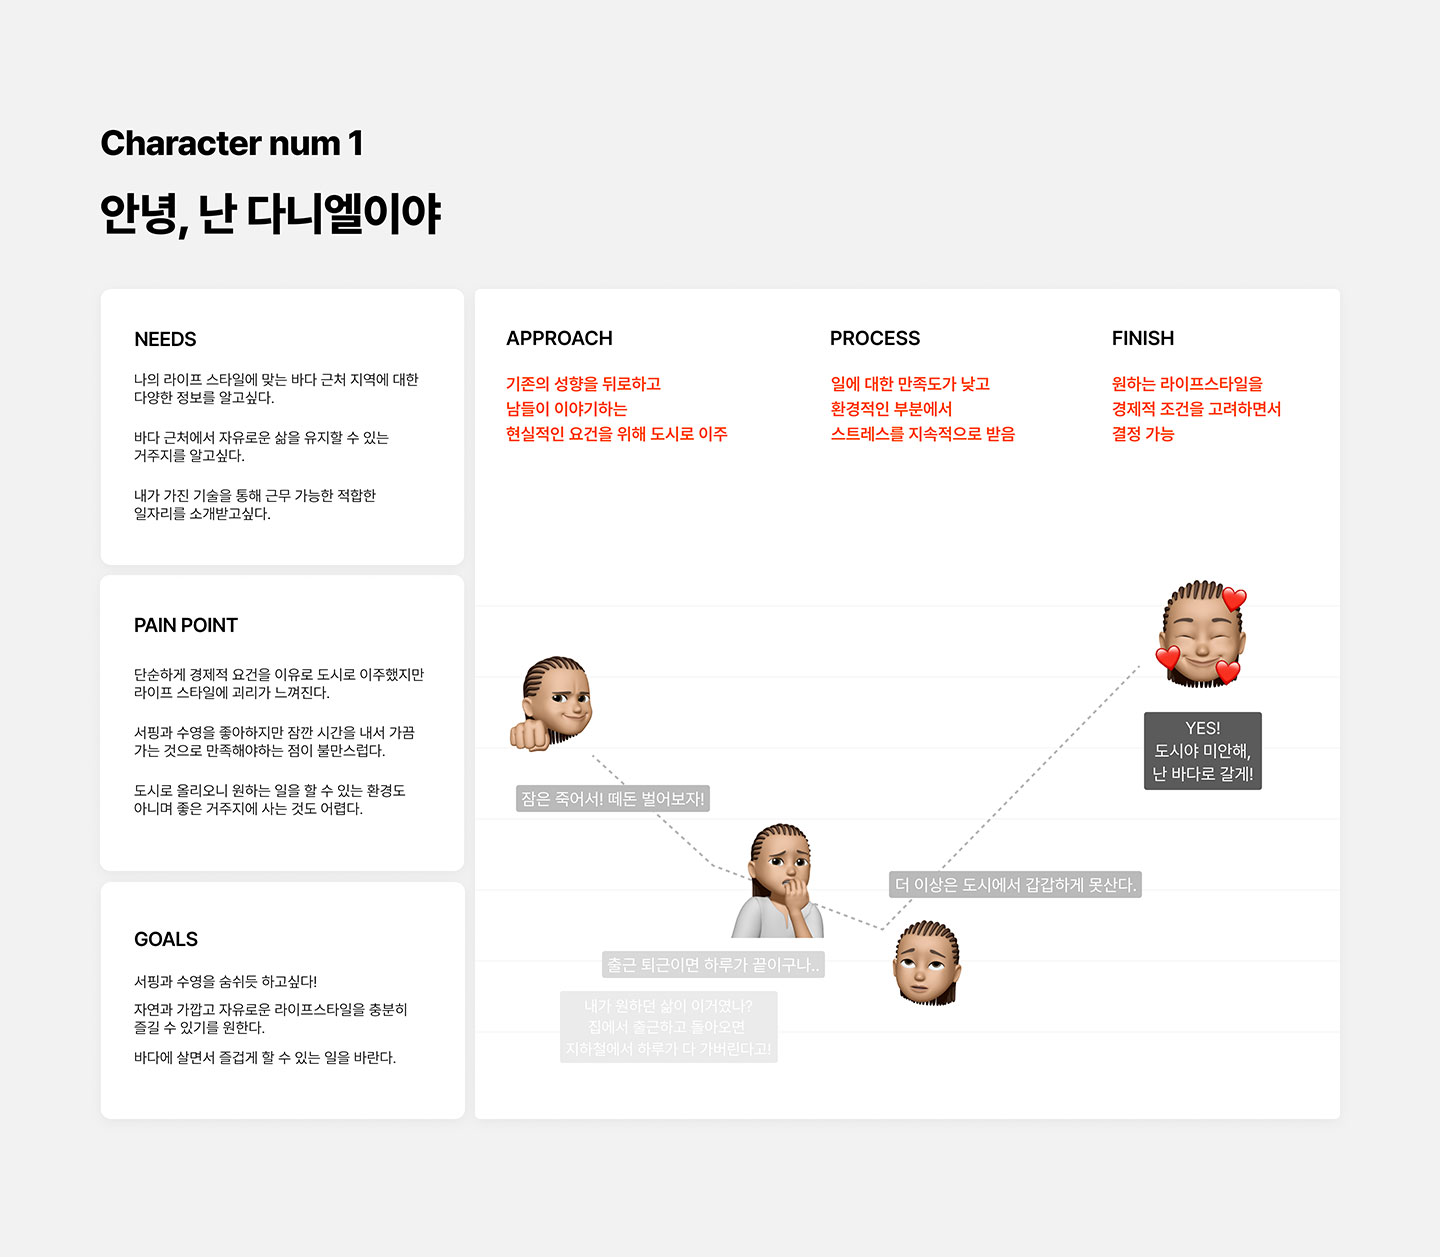 Character num 1
안녕, 난 다니엘이야
NEEDS
나의 라이프 스타일에 맞는 바다 근처 지역에 대한
다양한 정보를 알고싶다.
바다 근처에서 자유로운 삶을 유지할 수 있는
거주지를 알고싶다.
내가 가진 기술을 통해 근무 가능한 적합한
일자리를 소개받고싶다.
PAIN POINT
단순하게 경제적 요건을 이유로 도시로 이주했지만
라이프 스타일에 괴리가 느껴진다.
서핑과 수영을 좋아하지만 잠깐 시간을 내서 가끔
가는 것으로 만족해야하는 점이 불만스럽다.
도시로 올리오니 원하는 일을 할 수 있는 환경도
아니며 좋은 거주지에 사는 것도 어렵다.
GOALS
서핑과 수영을 숨쉬듯 하고싶다!
자연과 가깝고 자유로운 라이프스타일을 충분히
즐길 수 있기를 원한다.
바다에 살면서 즐겁게 할 수 있는 일을 바란다.
APPROACH
기존의 성향을 뒤로하고
남들이 이야기하는
현실적인 요건을 위해 도시로 이주
PROCESS
일에 대한 만족도가 낮고
환경적인 부분에서
스트레스를 지속적으로 받음
FINISH
원하는 라이프스타일을
경제적 조건을 고려하면서
결정 가능
잠은 죽어서! 떼돈 벌어보자!
출근 퇴근이면 하루가 끝이구나..
내가 원하던 삶이 이거였나?
집에서 출근하고 돌아오면
지하철에서 하루가 다 가버린다고!
더 이상은 도시에서 갑갑하게 못산다.
YES!
도시야 미안해,
난 바다로 갈게!